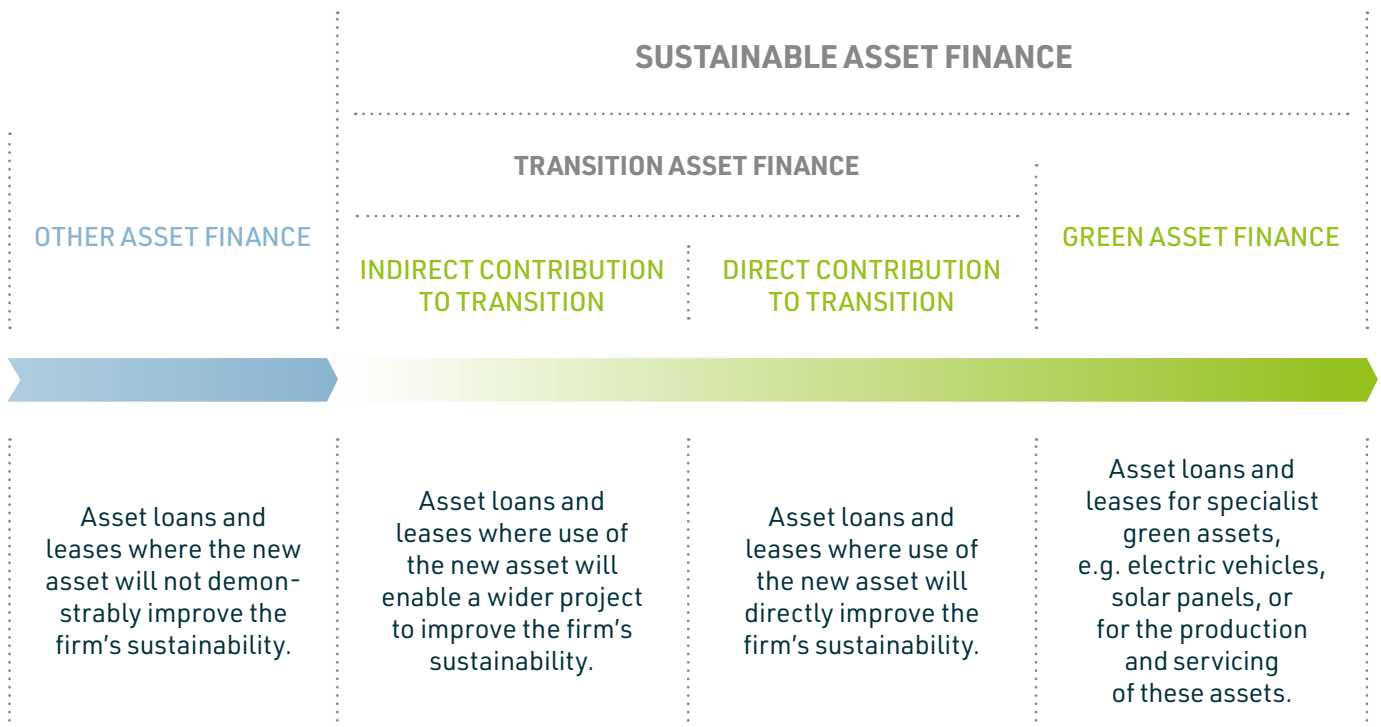 SUSTAINABLE ASSET FINANCE
TRANSITION ASSET FINANCE
OTHER ASSET FINANCE
INDIRECT CONTRIBUTION
TO TRANSITION
DIRECT CONTRIBUTION
TO TRANSITION
GREEN ASSET FINANCE
Asset loans and
leases where the new
asset will not demon-
strably improve the
firm's sustainability.
Asset loans and
leases where use of
the new asset will
enable a wider project
to improve the firm's
sustainability.
Asset loans and
leases where use of
the new asset will
directly improve the
firm's sustainability.
Asset loans and
leases for specialist
green assets,
e.g. electric vehicles,
solar panels, or
for the production
and servicing
of these assets.